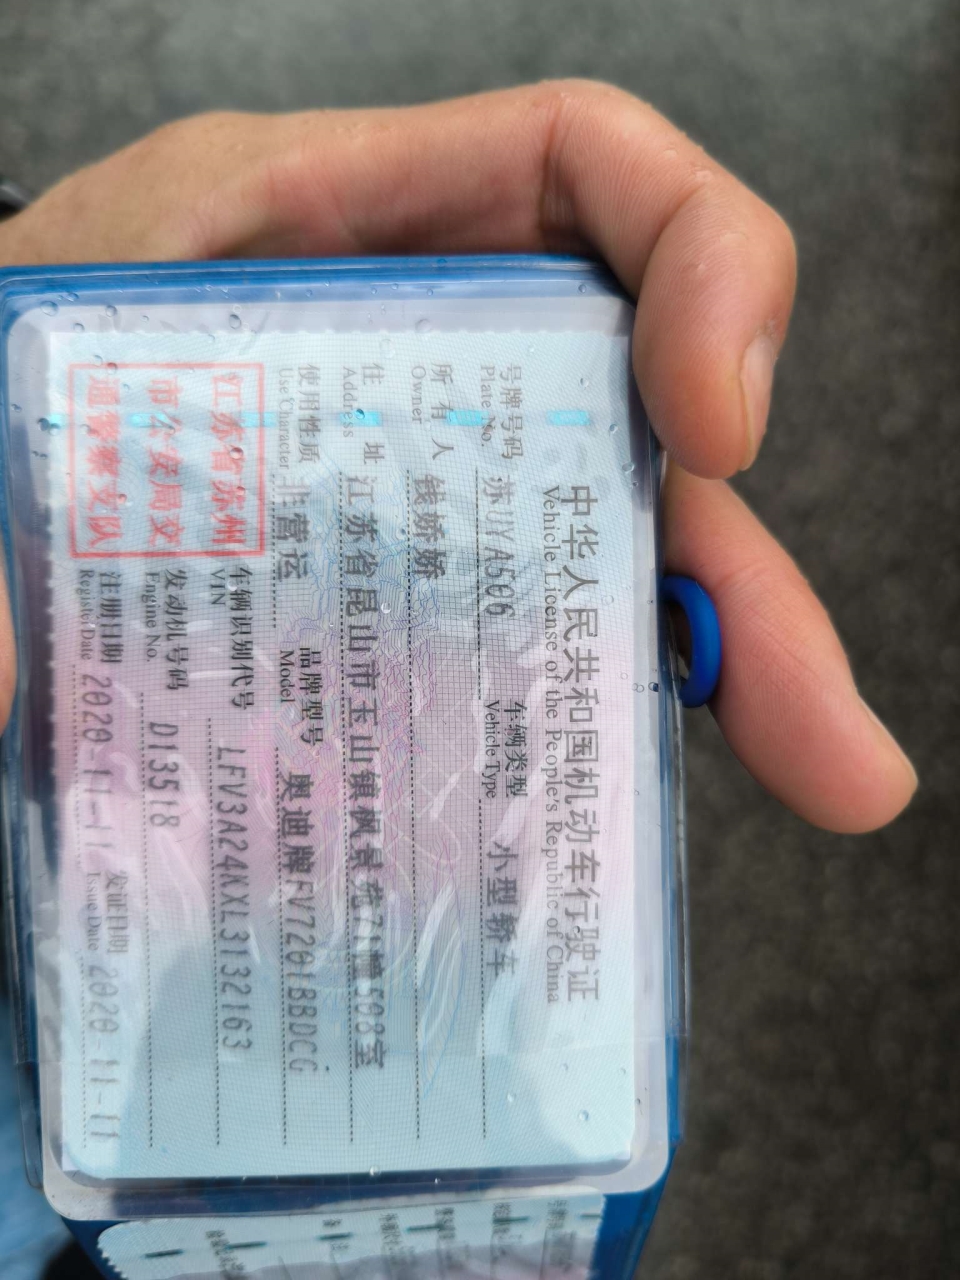 中华人民共和国机动车行驶证
Vehicle License of the People's Republic of China
号牌号码 苏UYA506 车辆类型 小型轿车
Plate No. Vehicle Type
所有人 钱娇娇
Owner
住址 江苏省昆山市玉山镇枫景苑71幢508室
Address
使用性质 非营运 品牌型号 奥迪牌FV7201BBDCG
Use Character Model
江苏省苏州
市公安局交
通警察支队
车辆识别代号 LFV3A24KXL3132163
VIN
发动机号码 D13518
Engine No.
注册日期 2020-11-11 发证日期 2020-11-11
Register Date Issue Date